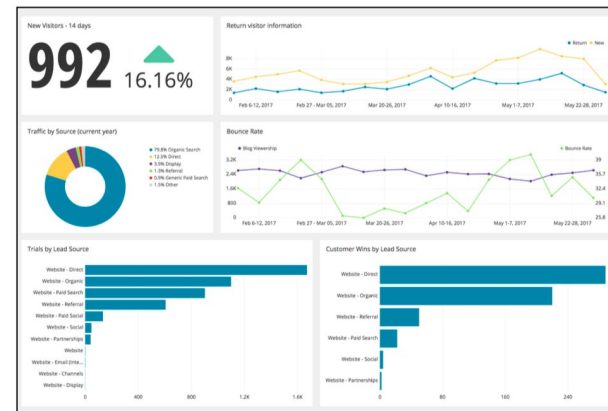 New Visitors - 14 days
992
16.16%
Return visitor information
Return New
8K
6K
4K
2K
0
Feb 6-12, 2017 Feb 27 - Mar 05, 2017 Mar 20-26, 2017 Apr 10-16, 2017 May 1-7, 2017 May 22-28, 2017
Traffic by Source (current year)
79.8% Organic Search
12.5% Direct
3.9% Display
1.3% Referral
0.9% Generic Paid Search
1.5% Other
Bounce Rate
Blog Viewership Bounce Rate
3.2K 39
2.4K 35.7
1.6K 32.4
800 29.1
0 25.8
Feb 6-12, 2017 Feb 27 - Mar 05, 2017 Mar 20-26, 2017 Apr 10-16, 2017 May 1-7, 2017 May 22-28, 2017
Trials by Lead Source
Website - Direct
Website - Organic
Website - Paid Search
Website - Referral
Website - Paid Social
Website - Social
Website - Partnerships
Website
Website - Email (Inte...
Website - Channels
Website - Display
0 400 800 1.2K 1.6K
Customer Wins by Lead Source
Website - Direct
Website - Organic
Website - Referral
Website - Paid Search
Website - Social
Website - Partnerships
0 80 160 240